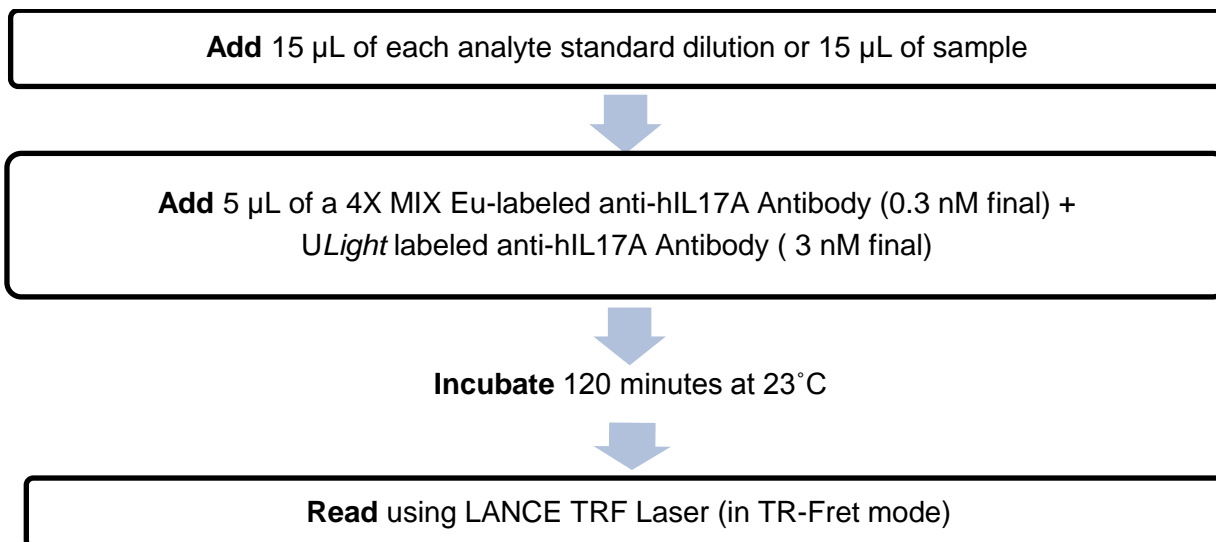 Add 15 µL of each analyte standard dilution or 15 µL of sample
Add 5 µL of a 4X MIX Eu-labeled anti-hIL17A Antibody (0.3 nM final) +
ULight labeled anti-hIL17A Antibody ( 3 nM final)
Incubate 120 minutes at 23˚C
Read using LANCE TRF Laser (in TR-Fret mode)